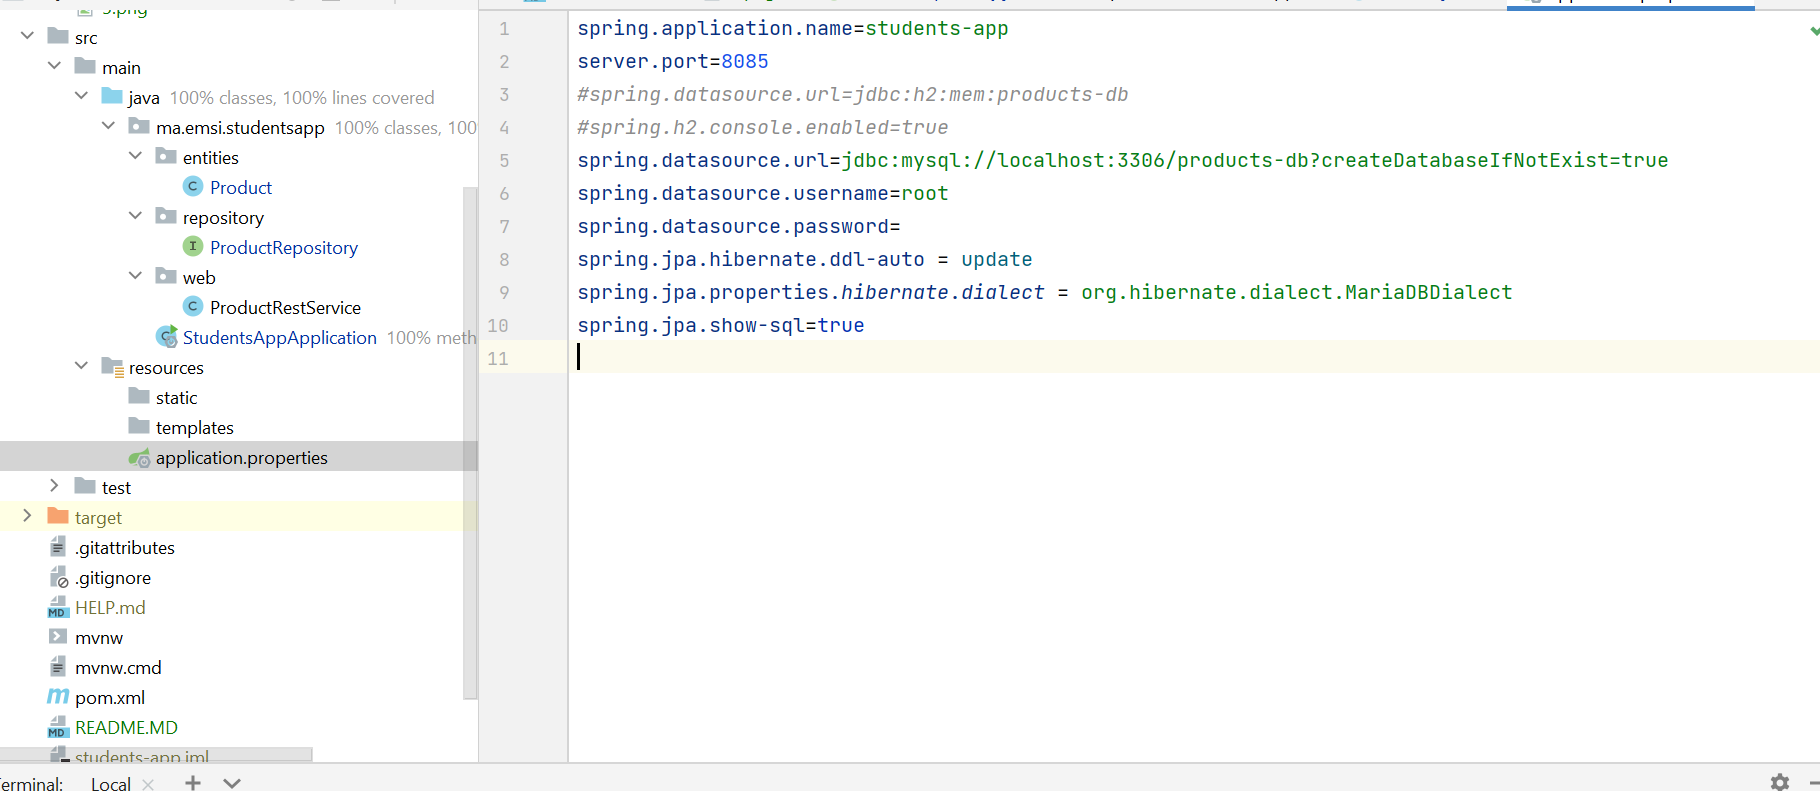 src
main
java 100% classes, 100% lines covered
ma.emsi.studentsapp 100% classes, 100
entities
C Product
repository
I ProductRepository
web
C ProductRestService
StudentsAppApplication 100% meth
resources
static
templates
application.properties
test
target
.gitattributes
.gitignore
MD HELP.md
mvnw
mvnw.cmd
m pom.xml
MD README.MD
students-app.iml
1 spring.application.name=students-app
2 server.port=8085
3 #spring.datasource.url=jdbc:h2:mem:products-db
4 #spring.h2.console.enabled=true
5 spring.datasource.url=jdbc:mysql://localhost:3306/products-db?createDatabaseIfNotExist=true
6 spring.datasource.username=root
7 spring.datasource.password=
8 spring.jpa.hibernate.ddl-auto = update
9 spring.jpa.properties.hibernate.dialect = org.hibernate.dialect.MariaDBDialect
10 spring.jpa.show-sql=true
11
erminal: Local